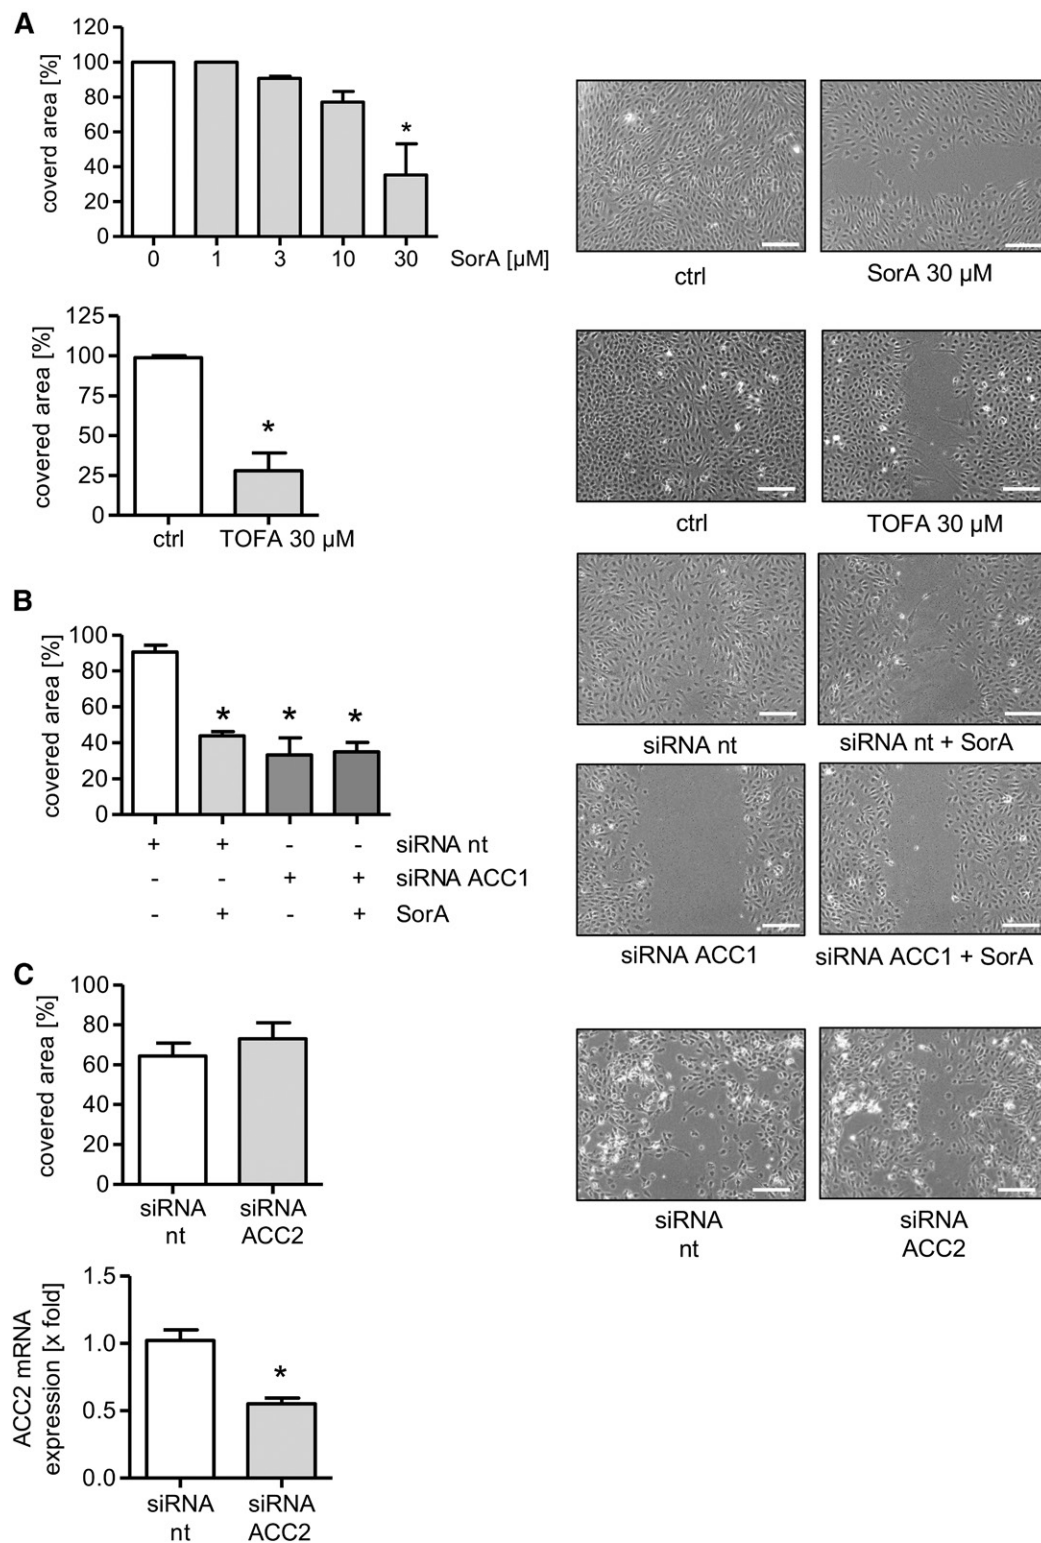 A
coverd area [%]
120
100
80
60
40
20
0
*
0 1 3 10 30 SorA [µM]
ctrl
SorA 30 µM
covered area [%]
125
100
75
50
25
0
*
ctrl TOFA 30 µM
ctrl
TOFA 30 µM
B
covered area [%]
100
80
60
40
20
0
* * *
+ + - - siRNA nt
- - + + siRNA ACC1
- + - + SorA
siRNA nt
siRNA nt + SorA
siRNA ACC1
siRNA ACC1 + SorA
C
covered area [%]
100
80
60
40
20
0
siRNA siRNA
nt ACC2
siRNA
nt
siRNA
ACC2
ACC2 mRNA
expression [x fold]
1.5
1.0
0.5
0.0
*
siRNA siRNA
nt ACC2